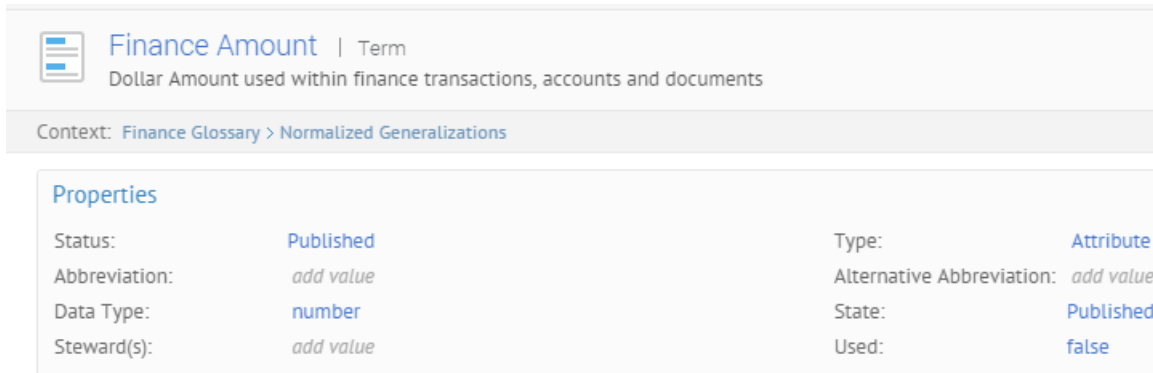 Finance Amount | Term
Dollar Amount used within finance transactions, accounts and documents
Context: Finance Glossary > Normalized Generalizations
Properties
Status: Published Type: Attribute
Abbreviation: add value Alternative Abbreviation: add value
Data Type: number State: Published
Steward(s): add value Used: false